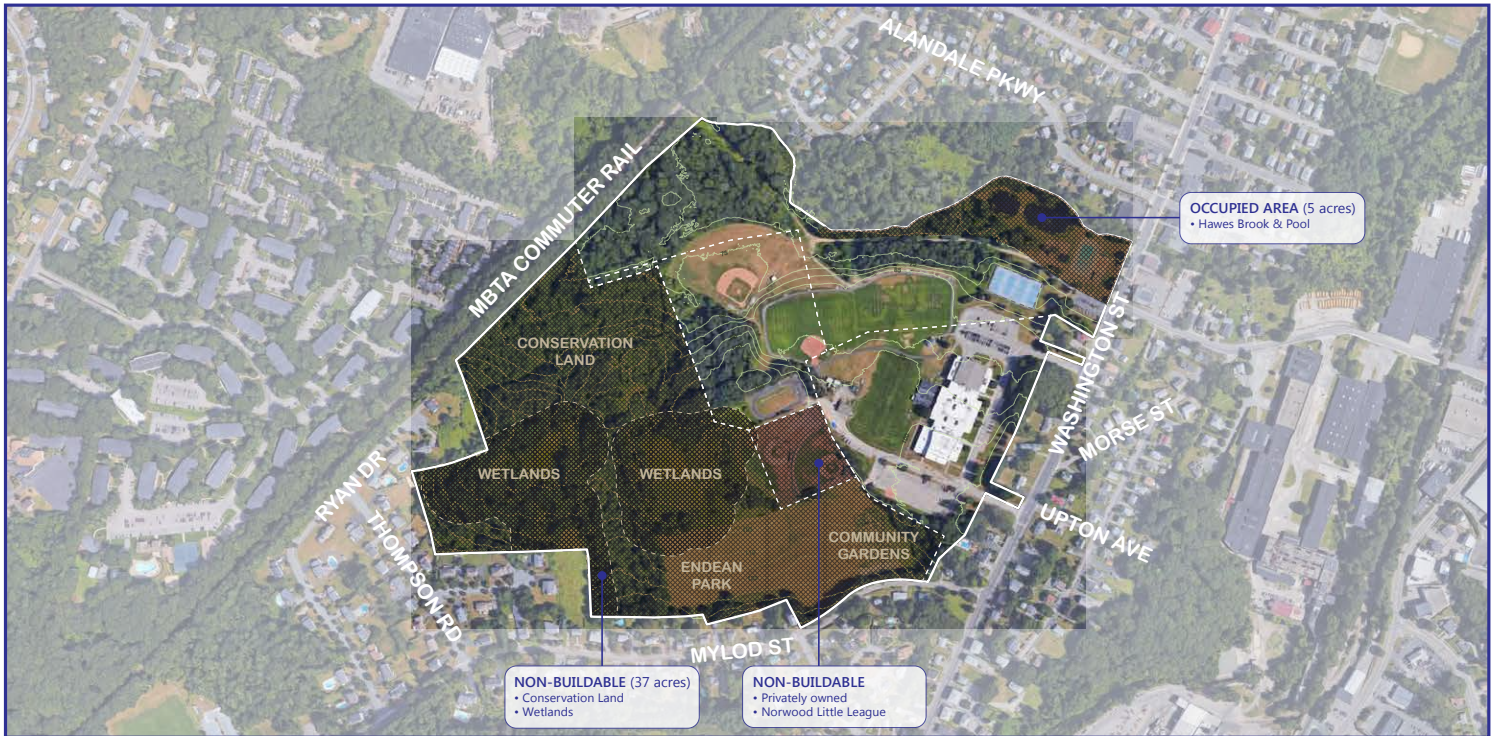 ALANDALE PKWY
MBTA COMMUTER RAIL
OCCUPIED AREA (5 acres)
• Hawes Brook & Pool
CONSERVATION
LAND
WASHINGTON ST
MORSE ST
WETLANDS
WETLANDS
RYAN DR
THOMPSON RD
UPTON AVE
COMMUNITY
GARDENS
ENDEAN
PARK
MYLOD ST
NON-BUILDABLE (37 acres)
• Conservation Land
• Wetlands
NON-BUILDABLE
• Privately owned
• Norwood Little League